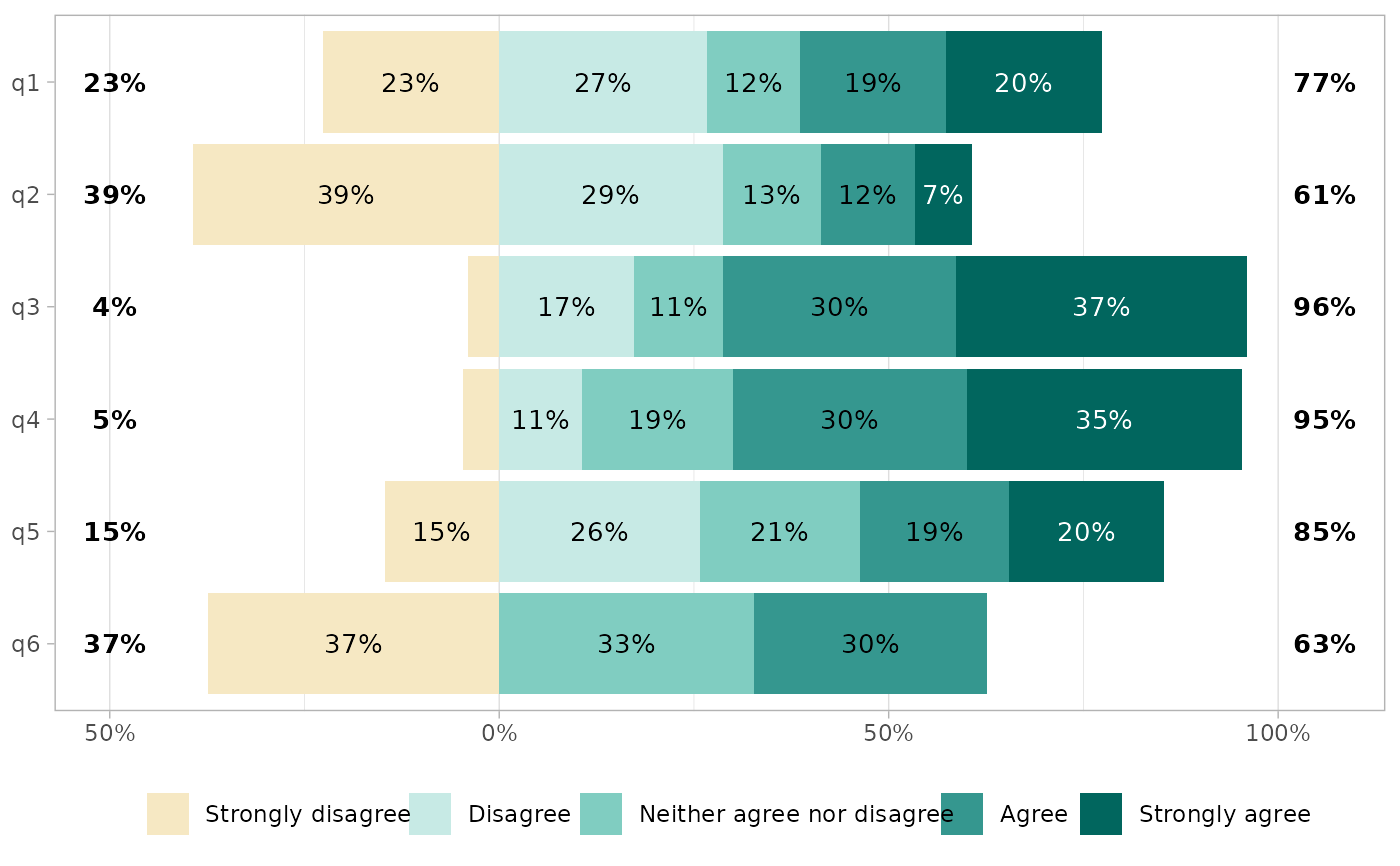 q1 23% 23% 27% 12% 19% 20% 77%
q2 39% 39% 29% 13% 12% 7% 61%
q3 4% 17% 11% 30% 37% 96%
q4 5% 11% 19% 30% 35% 95%
q5 15% 15% 26% 21% 19% 20% 85%
q6 37% 37% 33% 30% 63%
50% 0% 50% 100%
Strongly disagree Disagree Neither agree nor disagree Agree Strongly agree